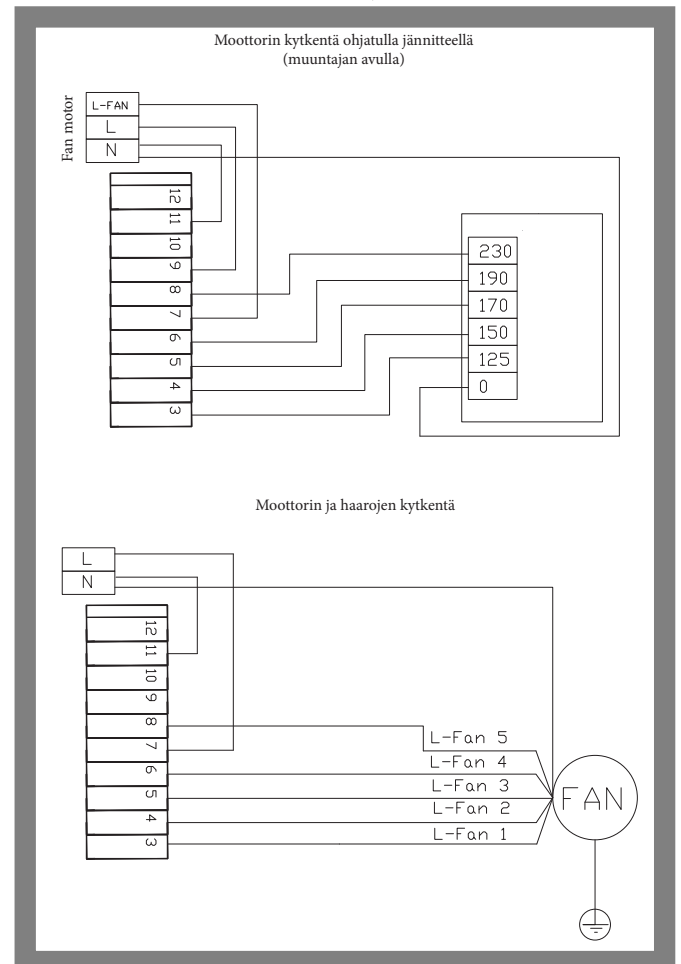 Moottorin kytkentä ohjatulla jännitteellä
(muuntajan avulla)
Fan motor
L-FAN
L
N
12
11
10
9
8
7
6
5
4
3
230
190
170
150
125
0
Moottorin ja haarojen kytkentä
L
N
12
11
10
9
8
7
6
5
4
3
L-Fan 5
L-Fan 4
L-Fan 3
L-Fan 2
L-Fan 1
FAN